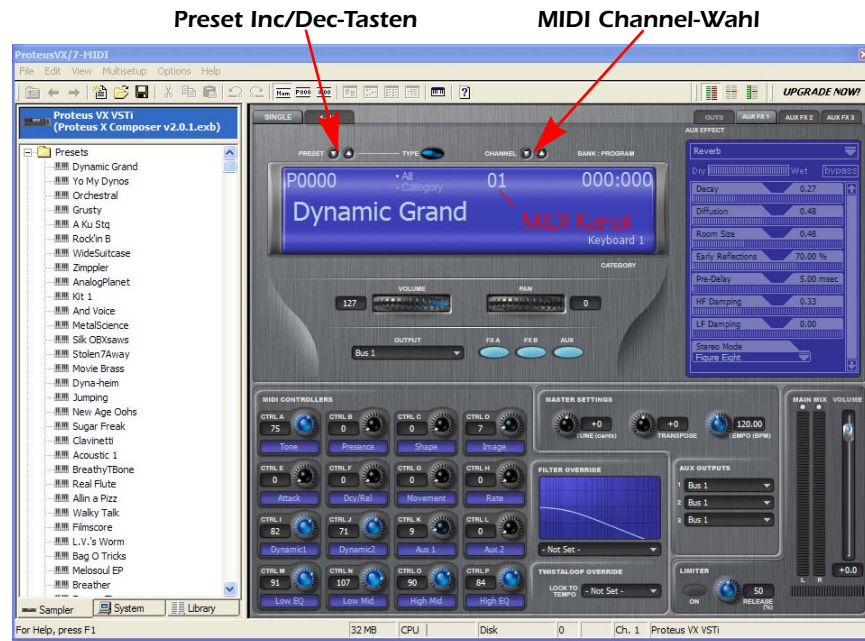 Preset Inc/Dec-Tasten MIDI Channel-Wahl
ProteusVX/7-MIDI
File Edit View Multisetup Options Help
UPGRADE NOW!
Proteus VX VSTi
(Proteus X Composer v2.0.1.exb)
Presets
Dynamic Grand
Yo My Dynos
Orchestral
Grusty
A Ku Stq
Rock'in B
WideSuitcase
Zimppler
AnalogPlanet
Kit 1
And Voice
MetalScience
Silk OBXsaws
Stolen7Away
Movie Brass
Dyna-heim
Jumping
New Age Oohs
Sugar Freak
Clavinetti
Acoustic 1
BreathyTBone
Real Flute
Allin a Pizz
Walky Talk
Filmscore
L.V.'s Worm
Bag O Tricks
Melosoul EP
Breather
Sampler System Library
SINGLE
PRESET TYPE CHANNEL BANK : PROGRAM
P0000 • All 01 000:000
• Category
Dynamic Grand MIDI Kanal
Keyboard 1
CATEGORY
VOLUME PAN
127 0
OUTPUT FX A FX B AUX
Bus 1
OUTS AUX FX 1 AUX FX 2 AUX FX 3
AUX EFFECT
Reverb
Dry Wet bypass
Decay 0.27
Diffusion 0.48
Room Size 0.48
Early Reflections 70.00 %
Pre-Delay 5.00 msec
HF Damping 0.33
LF Damping 0.00
Stereo Mode
Figure Eight
MIDI CONTROLLERS
CTRL A CTRL B CTRL C CTRL D
75 0 0 7
Tone Presence Shape Image
CTRL E CTRL F CTRL G CTRL H
0 0 0 0
Attack Dcy/Rel Movement Rate
CTRL I CTRL J CTRL K CTRL L
82 71 9 0
Dynamic1 Dynamic2 Aux 1 Aux 2
CTRL M CTRL N CTRL O CTRL P
91 107 90 84
Low EQ Low Mid High Mid High EQ
MASTER SETTINGS
+0 +0 120.00
TUNE (cents) TRANSPOSE TEMPO (BPM)
FILTER OVERRIDE
- Not Set -
TWISTALOOP OVERRIDE
LOCK TO TEMPO - Not Set -
AUX OUTPUTS
1 Bus 1
2 Bus 1
3 Bus 1
LIMITER
ON 50 RELEASE (%)
MAIN MIX VOLUME
L R +0.0
For Help, press F1 32 MB CPU Disk 0 Ch. 1 Proteus VX VSTi